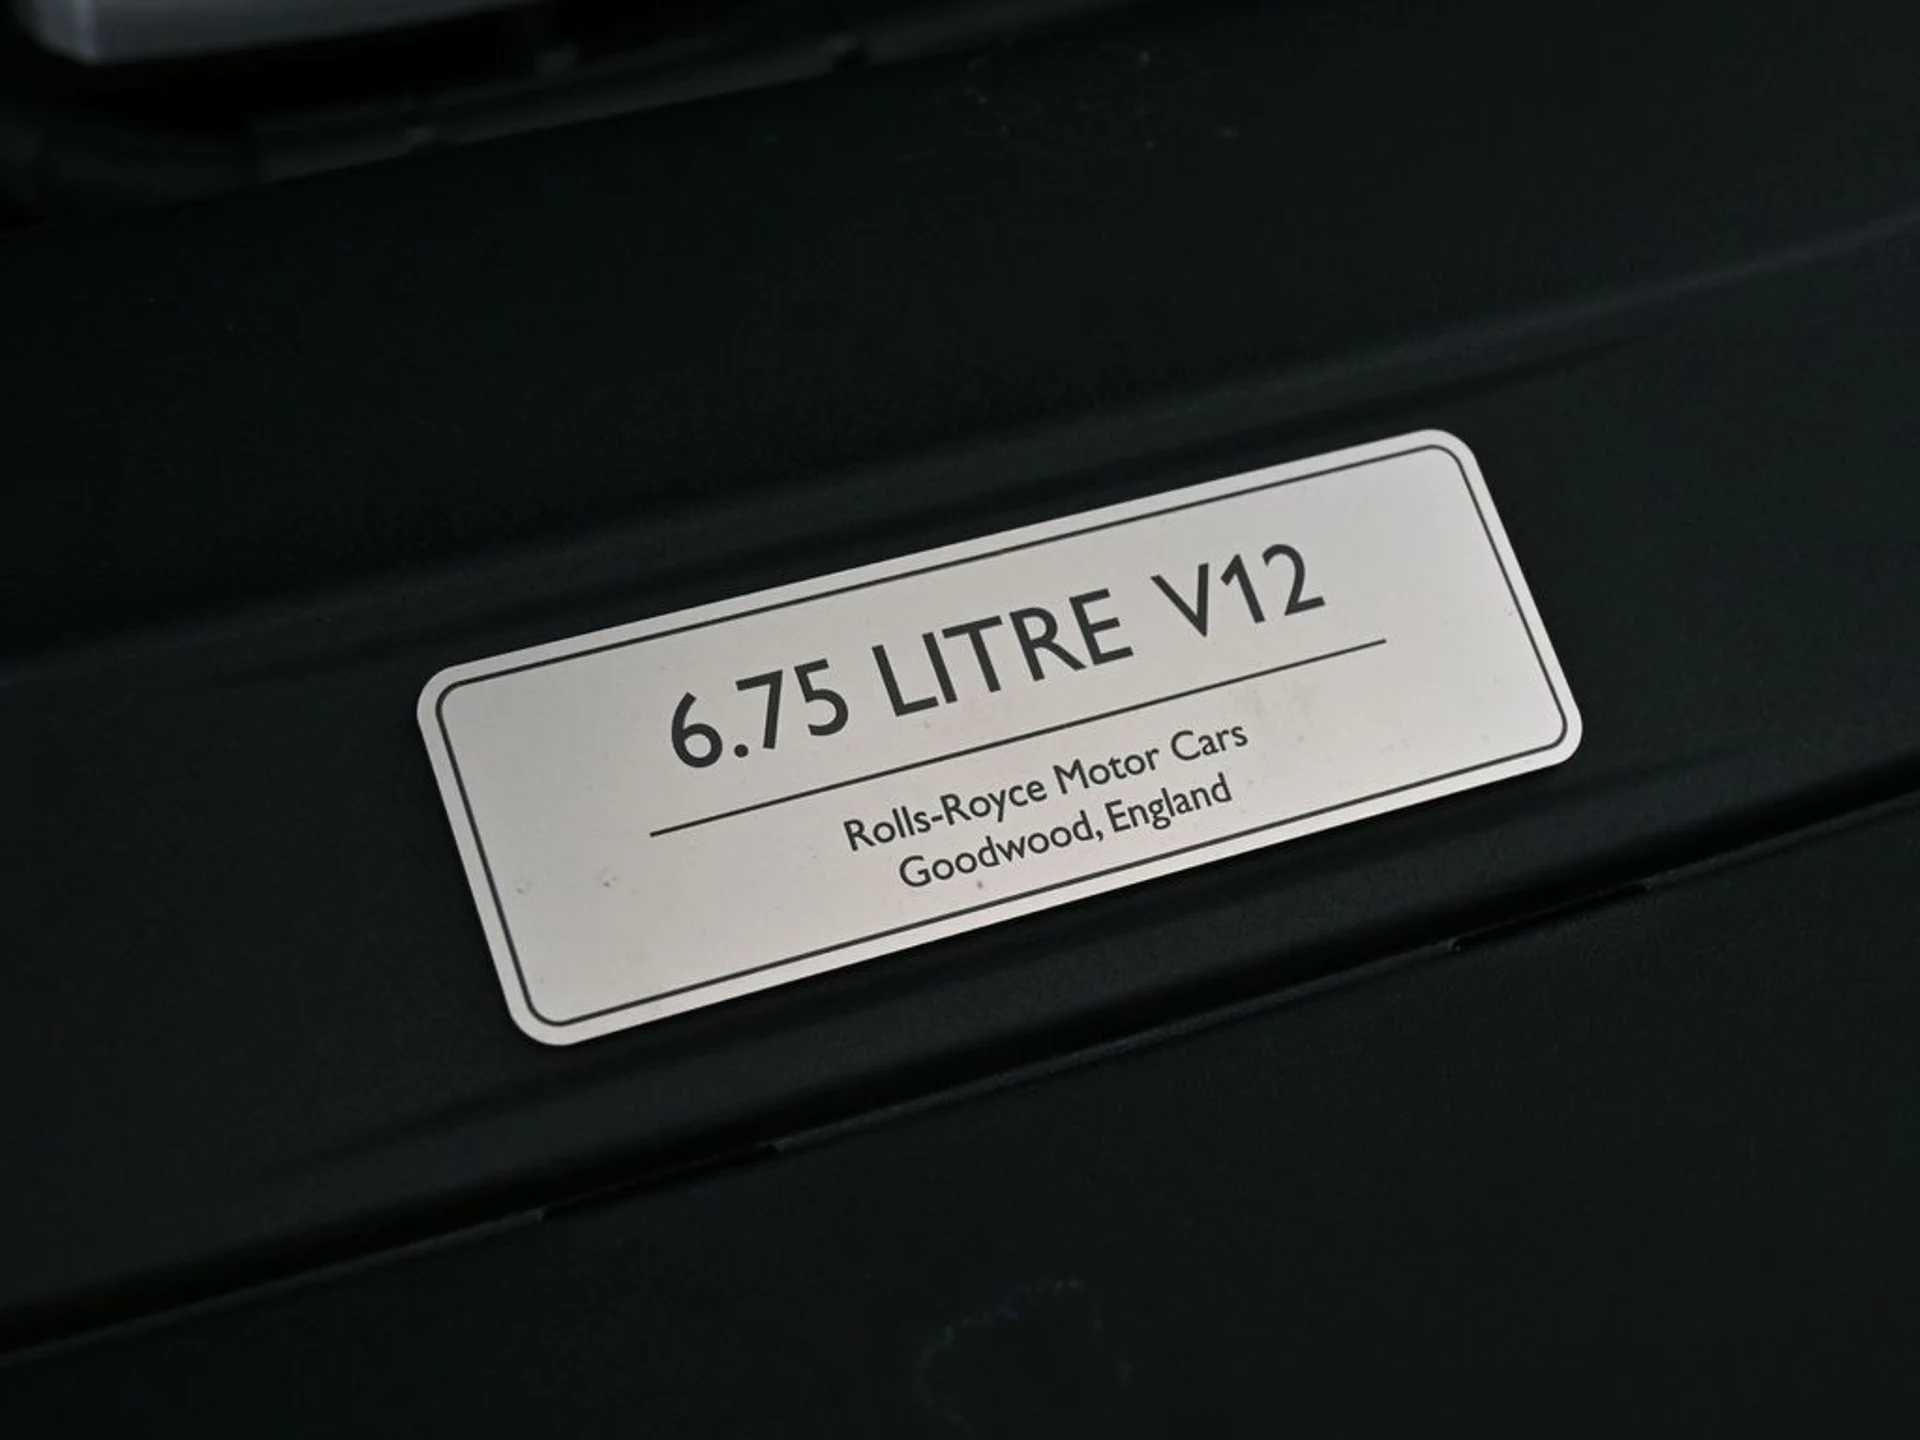 6.75 LITRE V12
Rolls-Royce Motor Cars
Goodwood, England